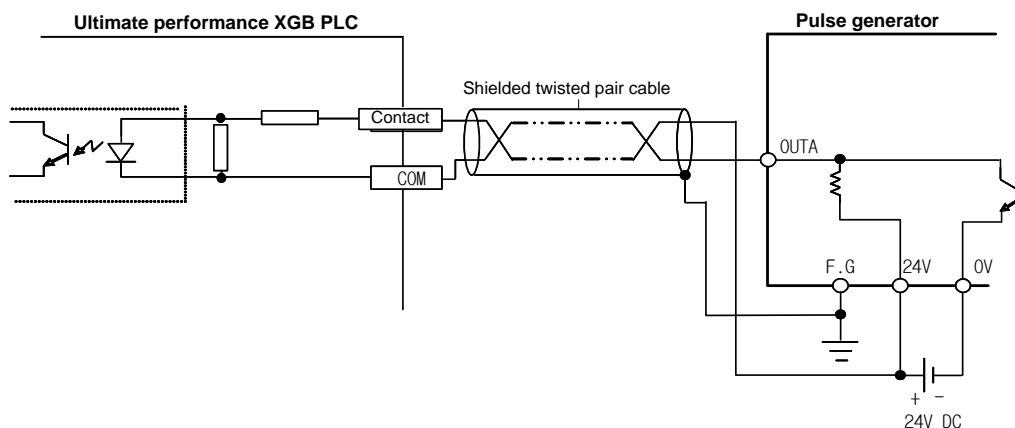 Ultimate performance XGB PLC
Pulse generator
Shielded twisted pair cable
Contact
COM
OUTA
F.G
24V
0V
+ -
24V DC